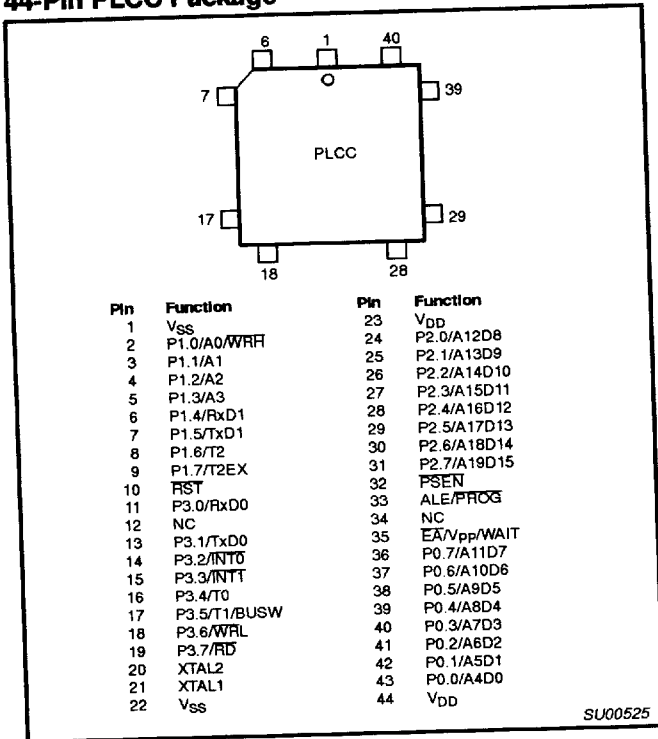 44-Pin PLCC Package
6 1 40
7 39
PLCC
17 29
18 28
Pin Function
1 VSS
2 P1.0/A0/WRH
3 P1.1/A1
4 P1.2/A2
5 P1.3/A3
6 P1.4/RxD1
7 P1.5/TxD1
8 P1.6/T2
9 P1.7/T2EX
10 RST
11 P3.0/RxD0
12 NC
13 P3.1/TxD0
14 P3.2/INT0
15 P3.3/INT1
16 P3.4/T0
17 P3.5/T1/BUSW
18 P3.6/WRL
19 P3.7/RD
20 XTAL2
21 XTAL1
22 VSS
Pin Function
23 VDD
24 P2.0/A12D8
25 P2.1/A13D9
26 P2.2/A14D10
27 P2.3/A15D11
28 P2.4/A16D12
29 P2.5/A17D13
30 P2.6/A18D14
31 P2.7/A19D15
32 PSEN
33 ALE/PROG
34 NC
35 EA/VPP/WAIT
36 P0.7/A11D7
37 P0.6/A10D6
38 P0.5/A9D5
39 P0.4/A8D4
40 P0.3/A7D3
41 P0.2/A6D2
42 P0.1/A5D1
43 P0.0/A4D0
44 VDD
SU00525